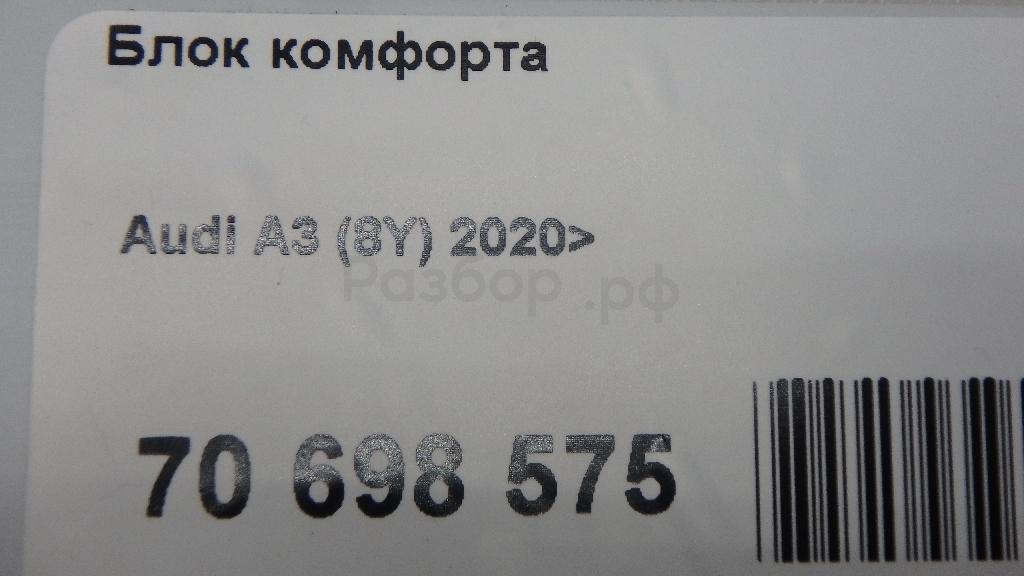 Блок комфорта
Audi A3 (8Y) 2020>
Разбор.рф
70 698 575